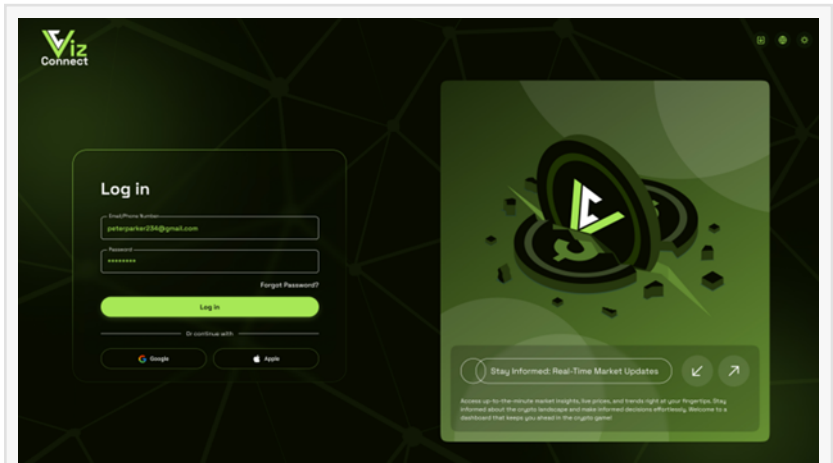 Viz
Connect
Log in
Email/Phone Number
peterparker234@gmail.com
Password
********
Forgot Password?
Log in
Or continue with
Google
Apple
Stay Informed: Real-Time Market Updates
Access up-to-the-minute market insights, live prices, and trends right at your fingertips. Stay
informed about the crypto landscape and make informed decisions effortlessly. Welcome to a
dashboard that keeps you ahead in the crypto game!